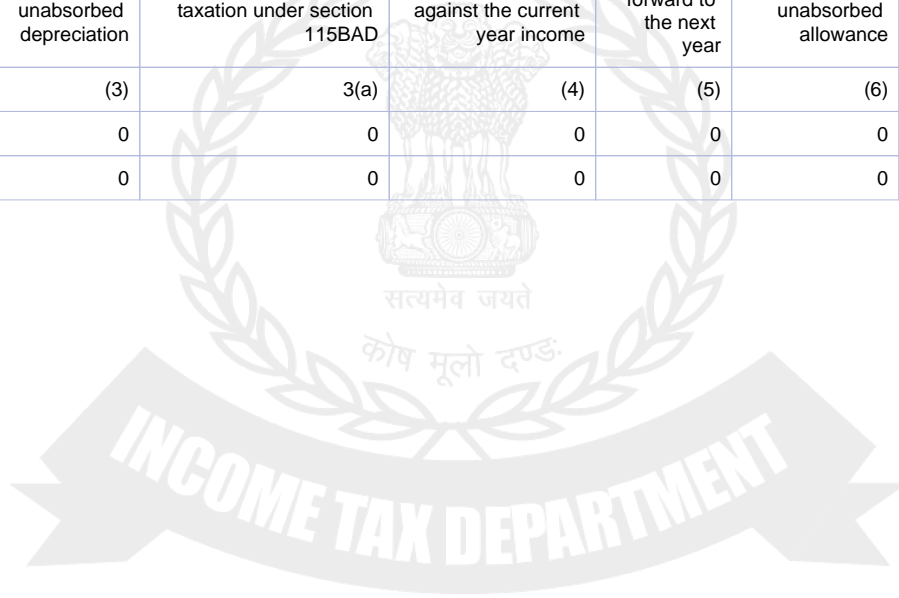 unabsorbed depreciation
taxation under section 115BAD
against the current year income
forward to the next year
unabsorbed allowance
(3) 3(a) (4) (5) (6)
0 0 0 0 0
0 0 0 0 0
सत्यमेव जयते
कोष मूलो दण्डः
INCOME TAX DEPARTMENT